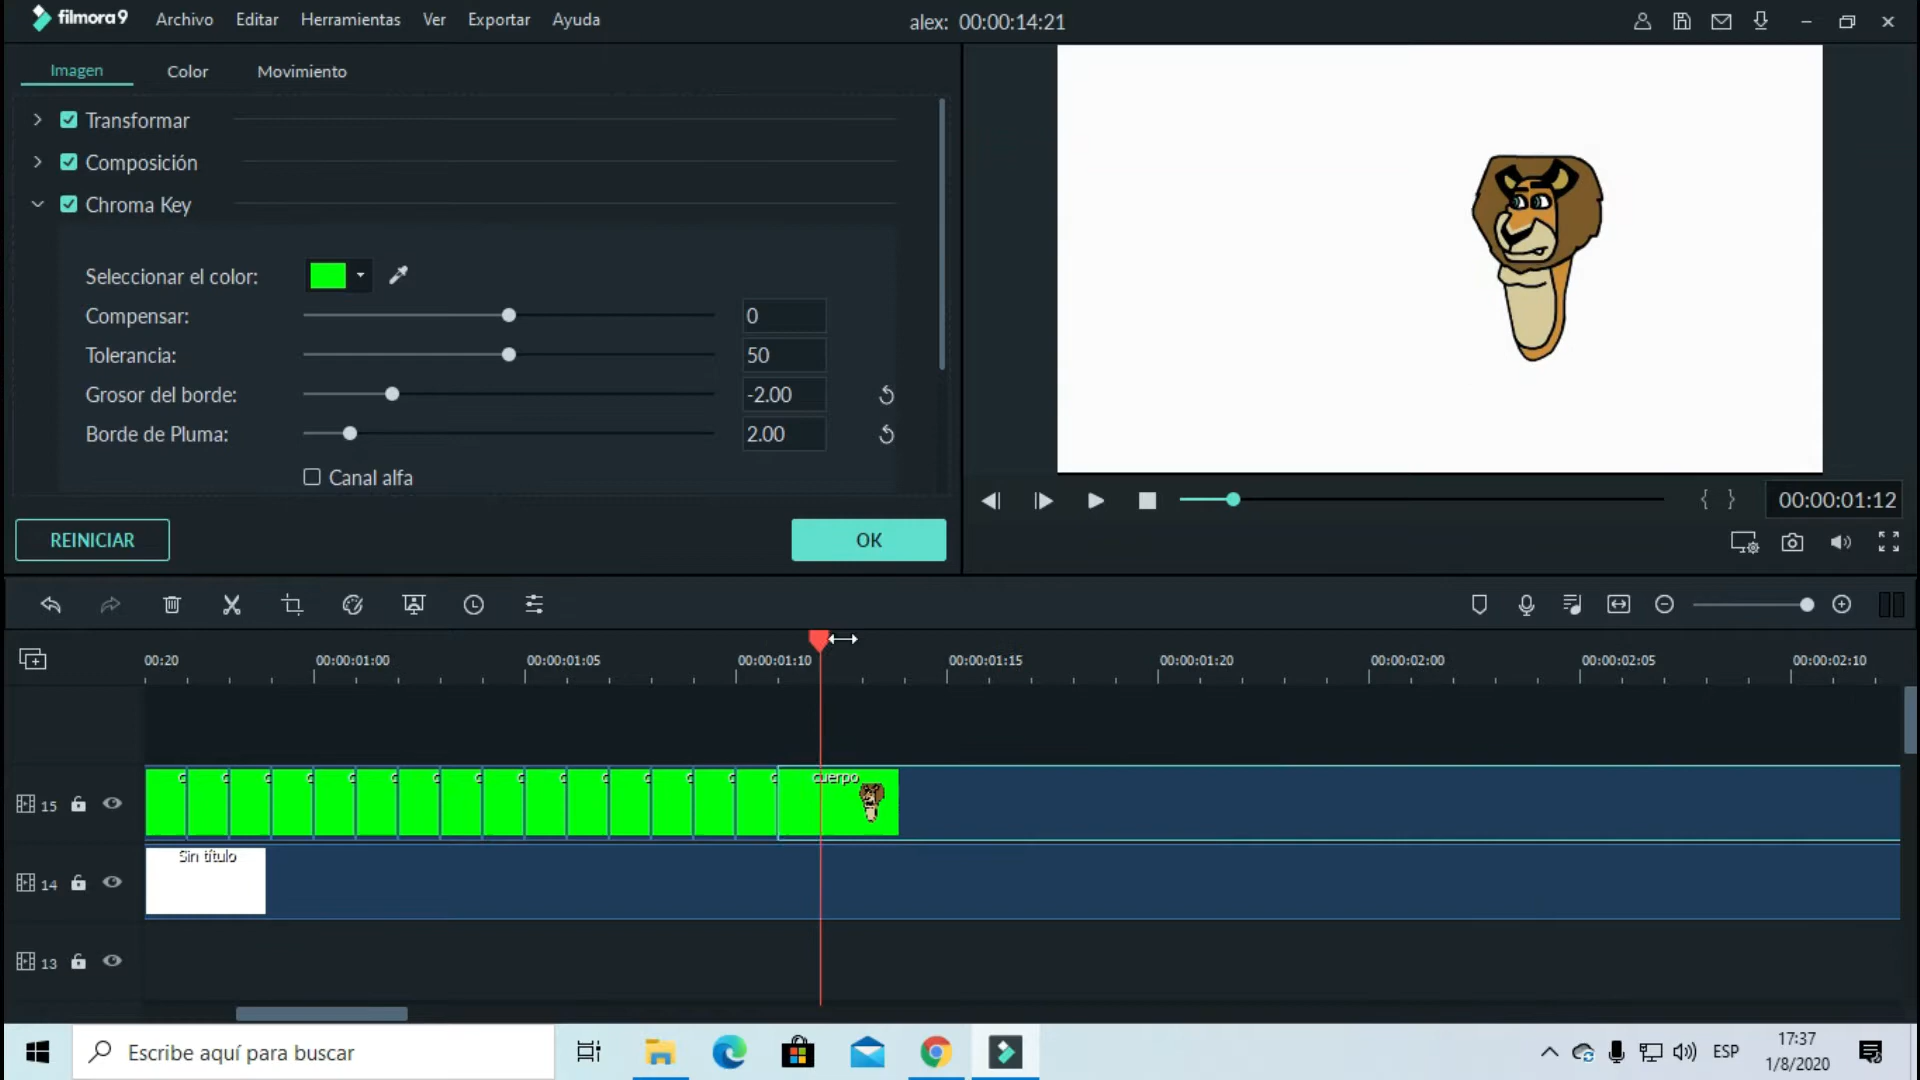 filmora9 Archivo Editar Herramientas Ver Exportar Ayuda alex: 00:00:14:21
Imagen Color Movimiento
Transformar
Composición
Chroma Key
Seleccionar el color:
Compensar: 0
Tolerancia: 50
Grosor del borde: -2.00
Borde de Pluma: 2.00
Canal alfa
REINICIAR OK
{ } 00:00:01:12
00:20 00:00:01:00 00:00:01:05 00:00:01:10 00:00:01:15 00:00:01:20 00:00:02:00 00:00:02:05 00:00:02:10
c c c c c c c c c c c c c c c cuerpo
15
Sin título
14
13
Escribe aquí para buscar
ESP
17:37
1/8/2020